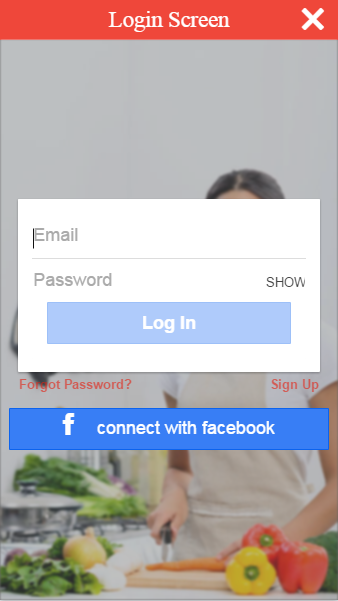 Login Screen
Email
Password SHOW
Log In
Forgot Password? Sign Up
f connect with facebook